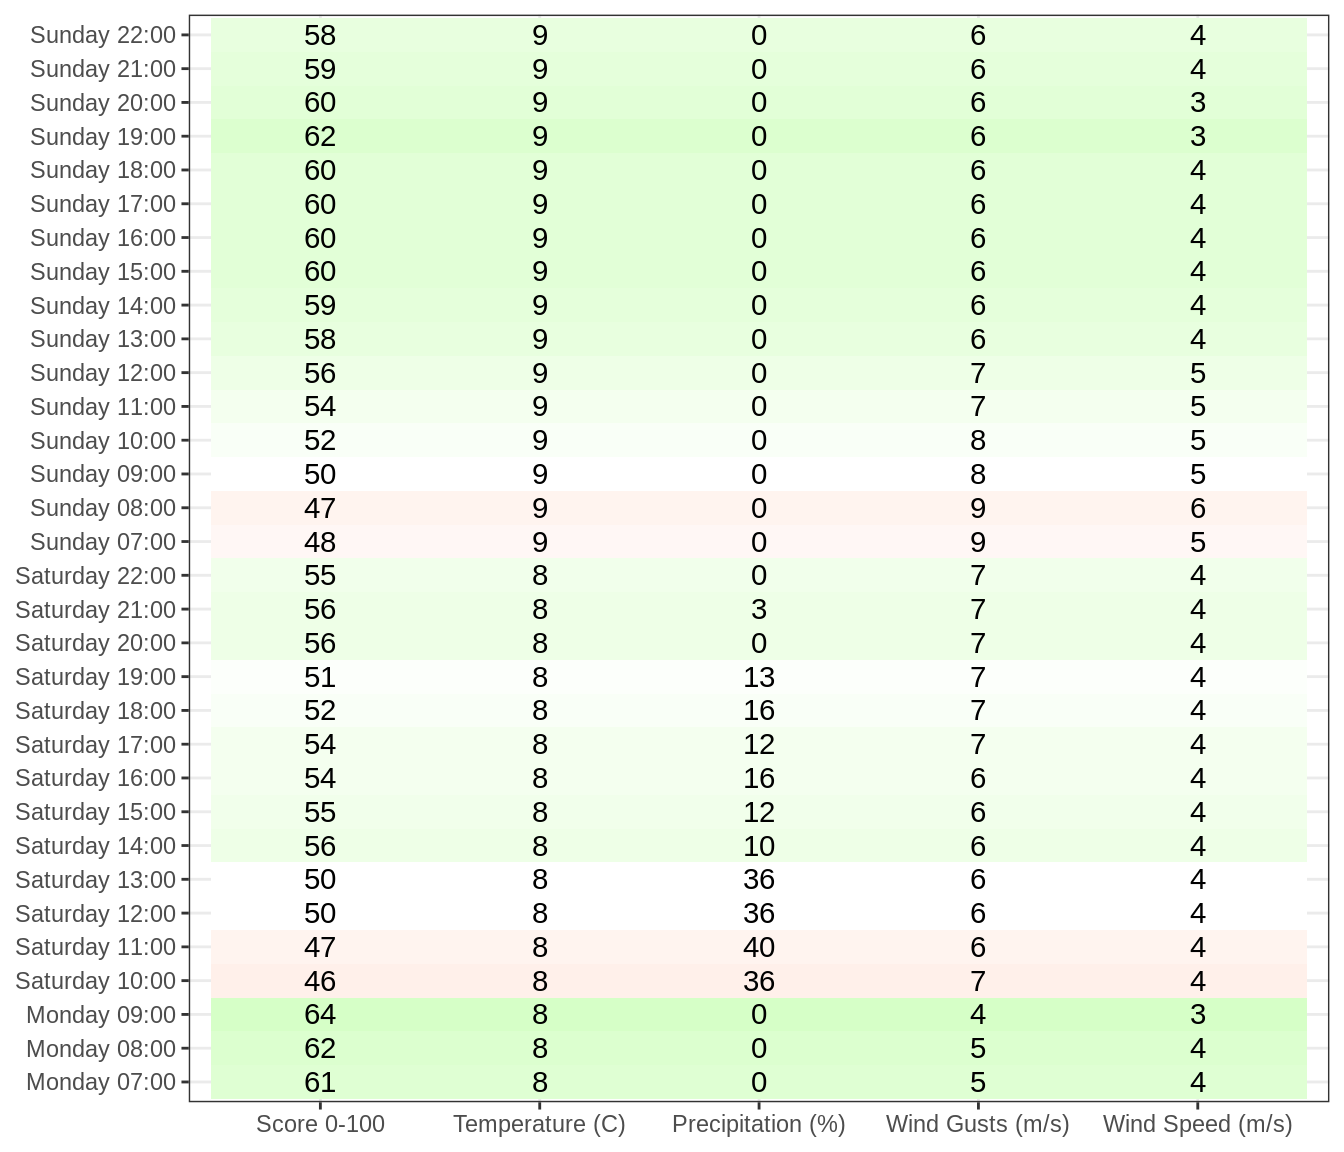 Sunday 22:00 58 9 0 6 4
Sunday 21:00 59 9 0 6 4
Sunday 20:00 60 9 0 6 3
Sunday 19:00 62 9 0 6 3
Sunday 18:00 60 9 0 6 4
Sunday 17:00 60 9 0 6 4
Sunday 16:00 60 9 0 6 4
Sunday 15:00 60 9 0 6 4
Sunday 14:00 59 9 0 6 4
Sunday 13:00 58 9 0 6 4
Sunday 12:00 56 9 0 7 5
Sunday 11:00 54 9 0 7 5
Sunday 10:00 52 9 0 8 5
Sunday 09:00 50 9 0 8 5
Sunday 08:00 47 9 0 9 6
Sunday 07:00 48 9 0 9 5
Saturday 22:00 55 8 0 7 4
Saturday 21:00 56 8 3 7 4
Saturday 20:00 56 8 0 7 4
Saturday 19:00 51 8 13 7 4
Saturday 18:00 52 8 16 7 4
Saturday 17:00 54 8 12 7 4
Saturday 16:00 54 8 16 6 4
Saturday 15:00 55 8 12 6 4
Saturday 14:00 56 8 10 6 4
Saturday 13:00 50 8 36 6 4
Saturday 12:00 50 8 36 6 4
Saturday 11:00 47 8 40 6 4
Saturday 10:00 46 8 36 7 4
Monday 09:00 64 8 0 4 3
Monday 08:00 62 8 0 5 4
Monday 07:00 61 8 0 5 4
Score 0-100 Temperature (C) Precipitation (%) Wind Gusts (m/s) Wind Speed (m/s)